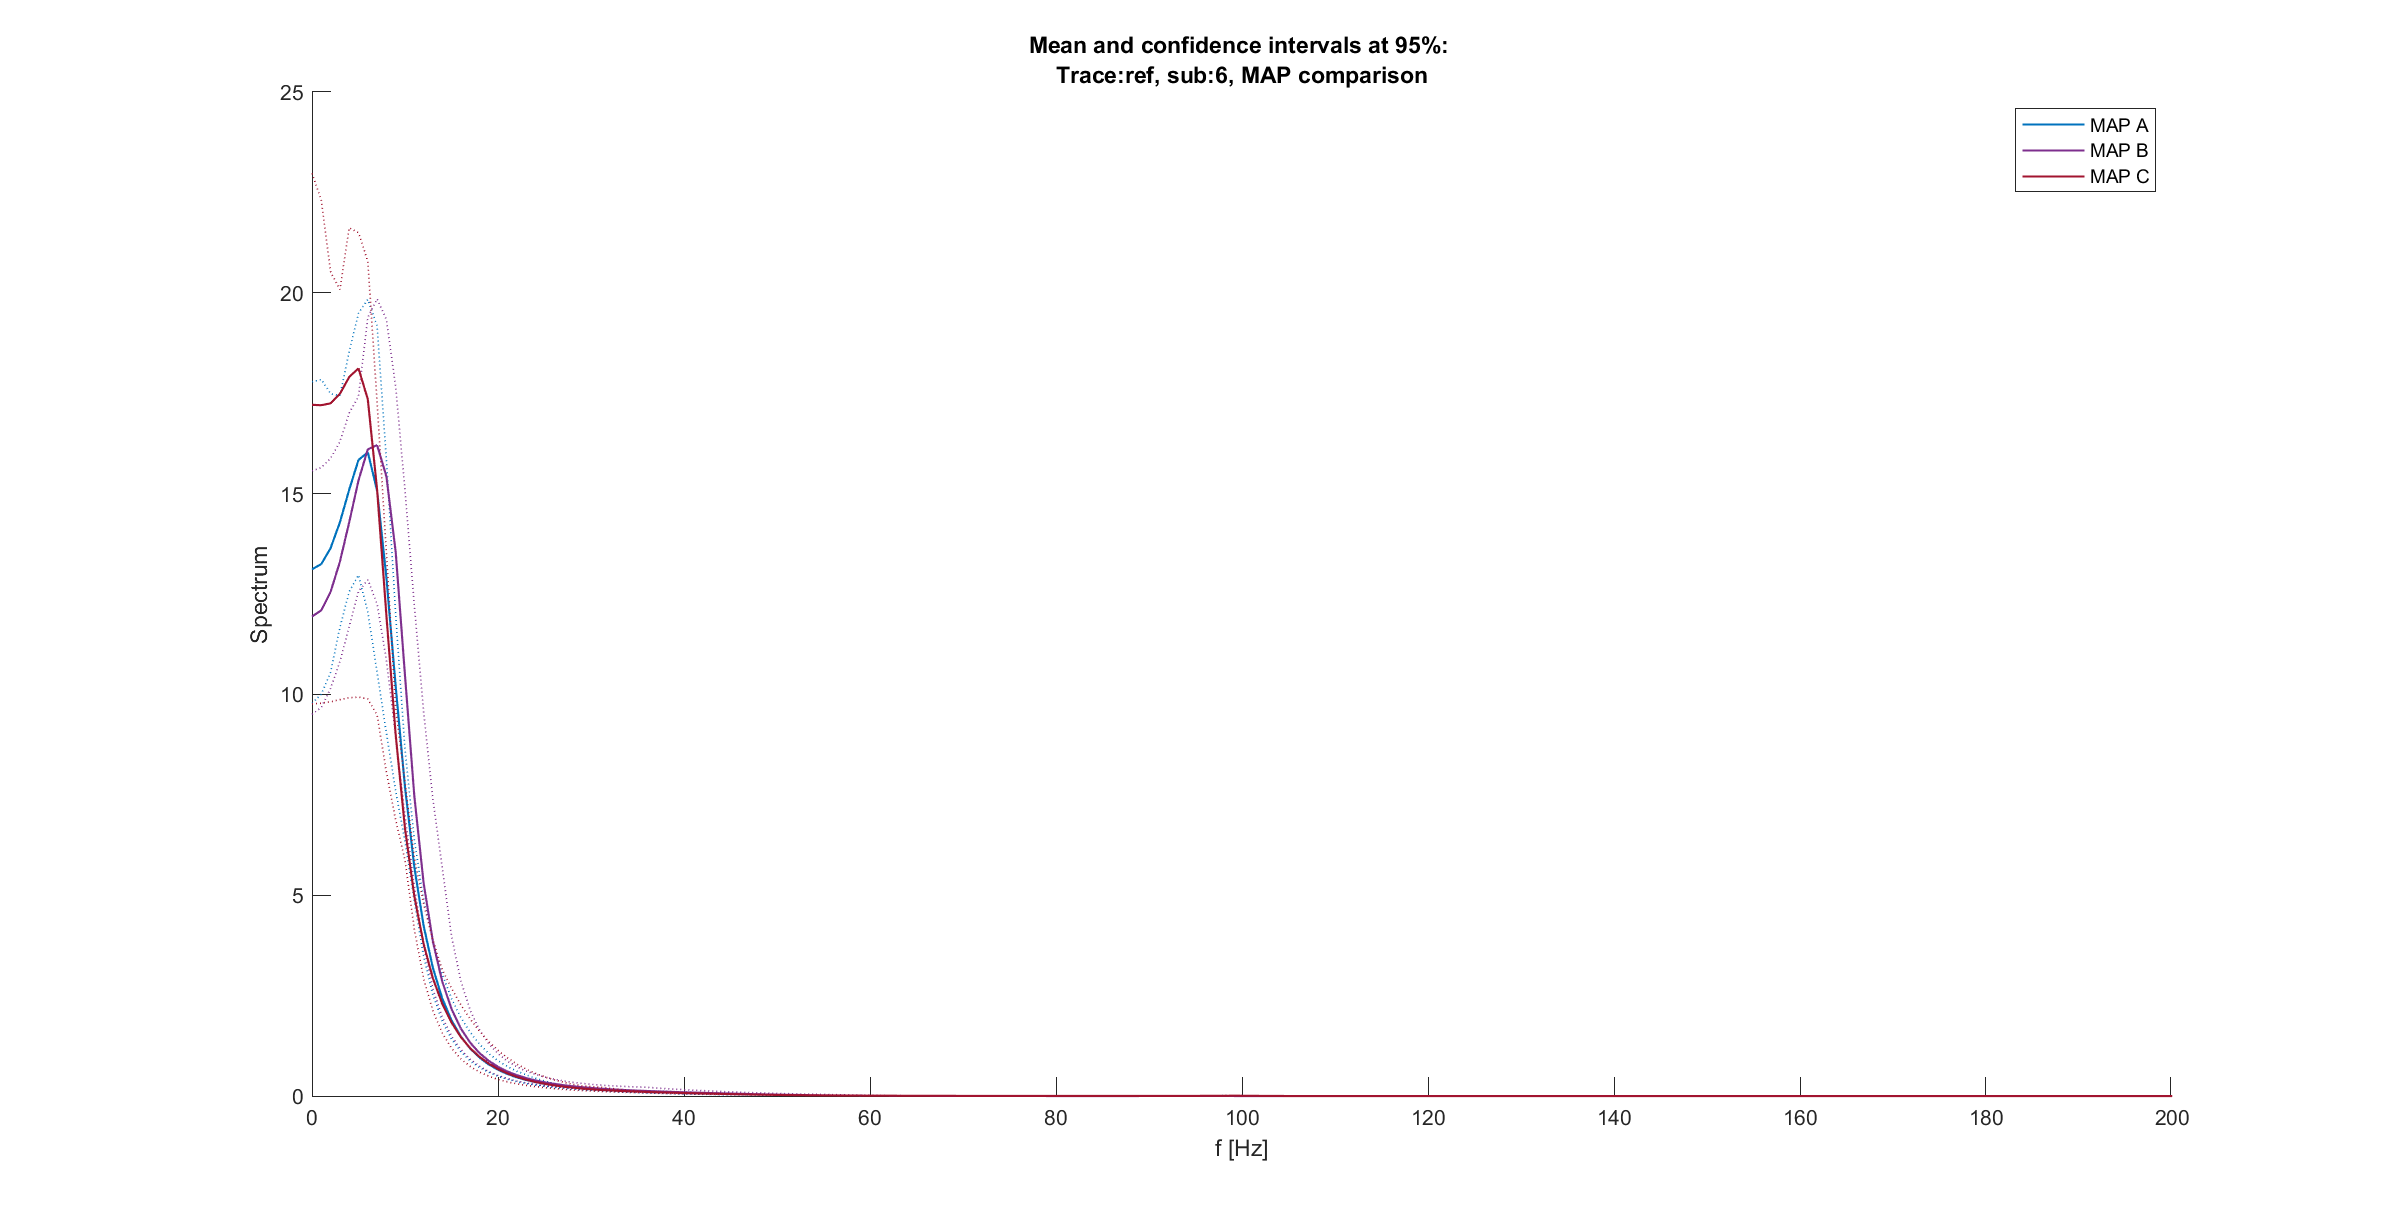 Mean and confidence intervals at 95%:
Trace:ref, sub:6, MAP comparison
MAP A
MAP B
MAP C
25
20
15
10
5
0
Spectrum
0 20 40 60 80 100 120 140 160 180 200
f [Hz]